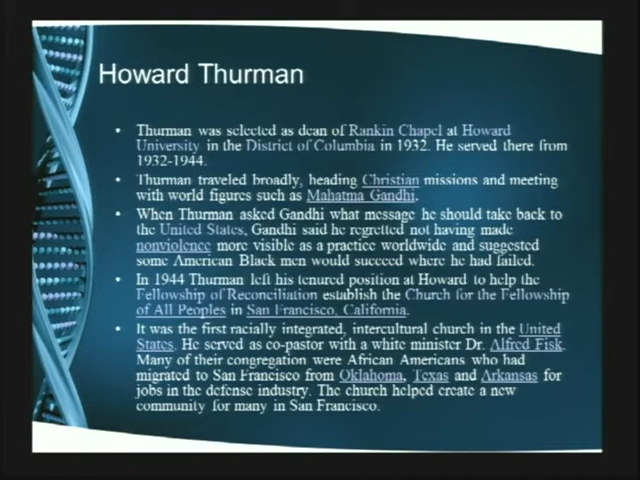 Howard Thurman
• Thurman was selected as dean of Rankin Chapel at Howard
University in the District of Columbia in 1932. He served there from
1932-1944.
• Thurman traveled broadly, heading Christian missions and meeting
with world figures such as Mahatma Gandhi.
• When Thurman asked Gandhi what message he should take back to
the United States, Gandhi said he regretted not having made
nonviolence more visible as a practice worldwide and suggested
some American Black men would succeed where he had failed.
• In 1944 Thurman left his tenured position at Howard to help the
Fellowship of Reconciliation establish the Church for the Fellowship
of All Peoples in San Francisco, California.
• It was the first racially integrated, intercultural church in the United
States. He served as co-pastor with a white minister Dr. Alfred Fisk.
Many of their congregation were African Americans who had
migrated to San Francisco from Oklahoma, Texas and Arkansas for
jobs in the defense industry. The church helped create a new
community for many in San Francisco.